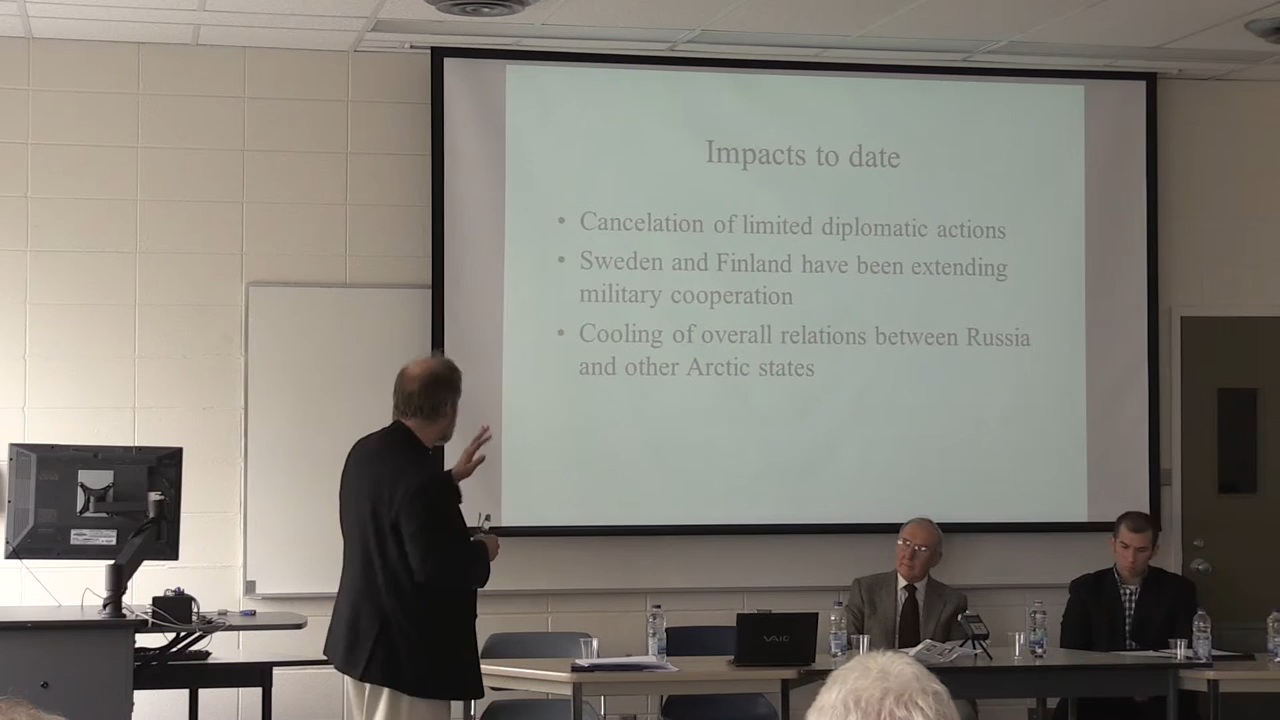 Impacts to date
• Cancelation of limited diplomatic actions
• Sweden and Finland have been extending
military cooperation
• Cooling of overall relations between Russia
and other Arctic states
VAIO